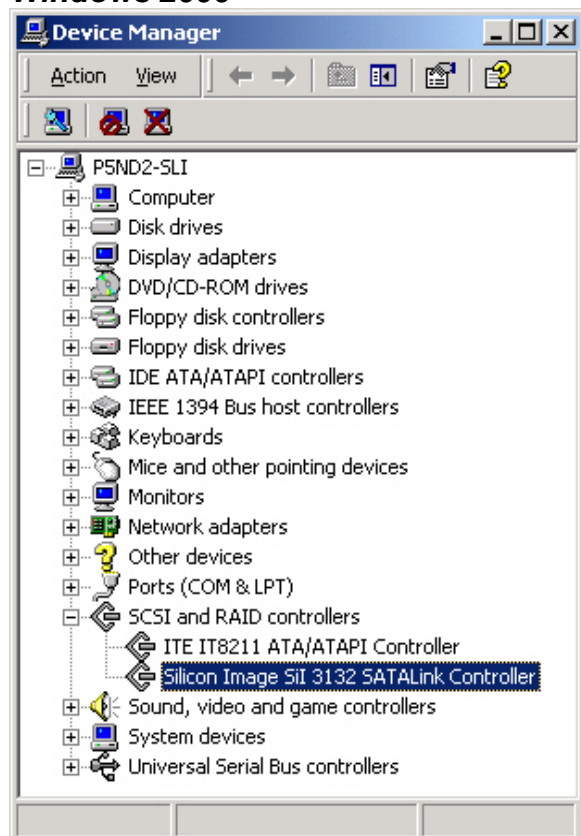 Windows 2000
Device Manager
Action View
P5ND2-SLI
Computer
Disk drives
Display adapters
DVD/CD-ROM drives
Floppy disk controllers
Floppy disk drives
IDE ATA/ATAPI controllers
IEEE 1394 Bus host controllers
Keyboards
Mice and other pointing devices
Monitors
Network adapters
Other devices
Ports (COM & LPT)
SCSI and RAID controllers
ITE IT8211 ATA/ATAPI Controller
Silicon Image SiI 3132 SATALink Controller
Sound, video and game controllers
System devices
Universal Serial Bus controllers